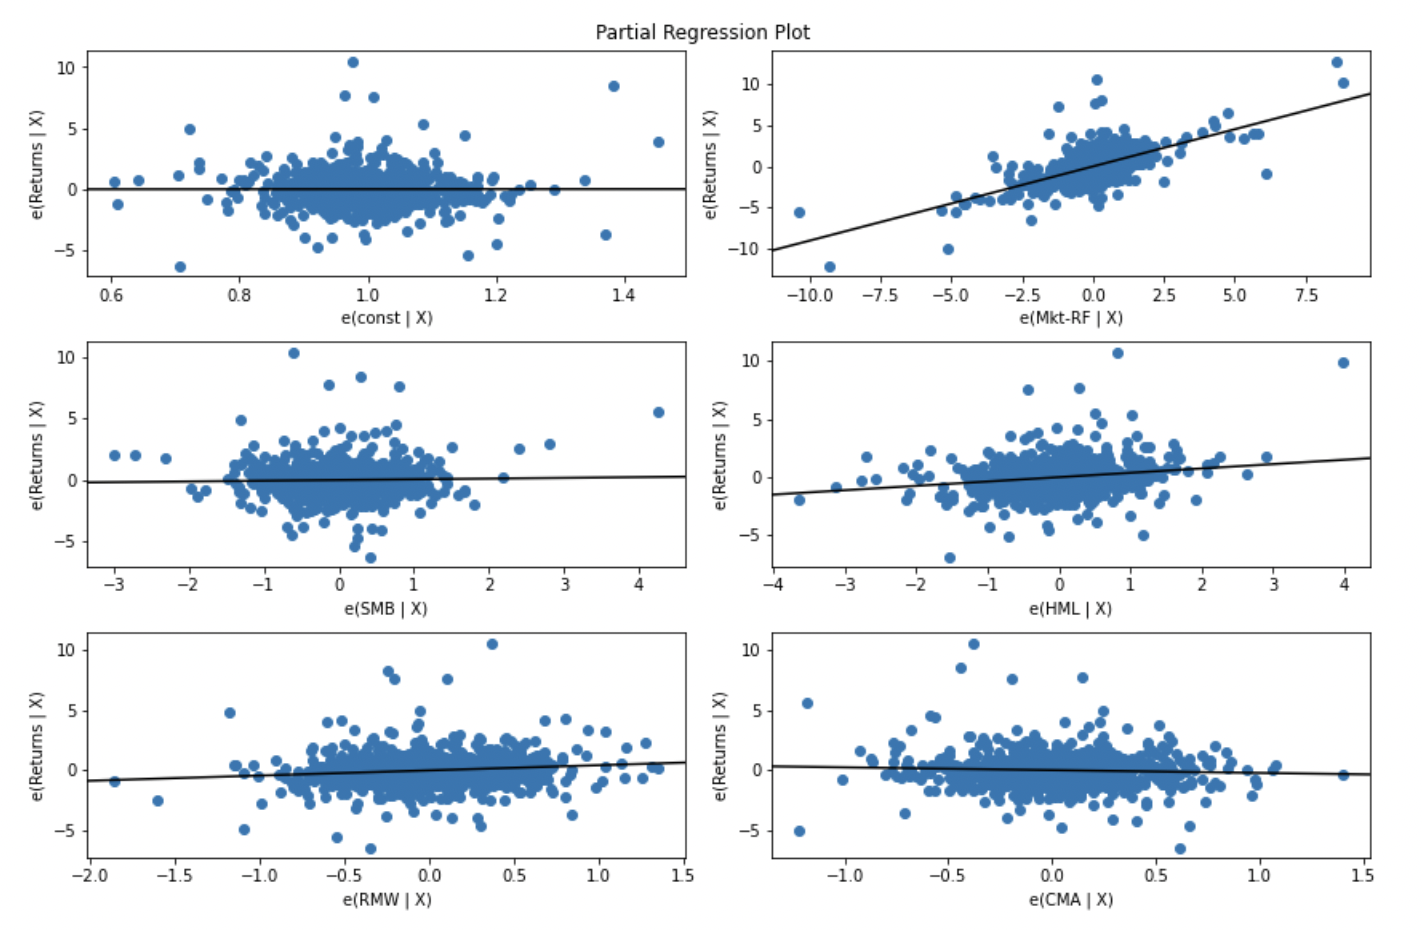 Partial Regression Plot
e(Returns | X)
10
5
0
−5
0.6 0.8 1.0 1.2 1.4
e(const | X)
e(Returns | X)
10
5
0
−5
−10
−10.0 −7.5 −5.0 −2.5 0.0 2.5 5.0 7.5
e(Mkt-RF | X)
e(Returns | X)
10
5
0
−5
−3 −2 −1 0 1 2 3 4
e(SMB | X)
e(Returns | X)
10
5
0
−5
−4 −3 −2 −1 0 1 2 3 4
e(HML | X)
e(Returns | X)
10
5
0
−5
−2.0 −1.5 −1.0 −0.5 0.0 0.5 1.0 1.5
e(RMW | X)
e(Returns | X)
10
5
0
−5
−1.0 −0.5 0.0 0.5 1.0 1.5
e(CMA | X)